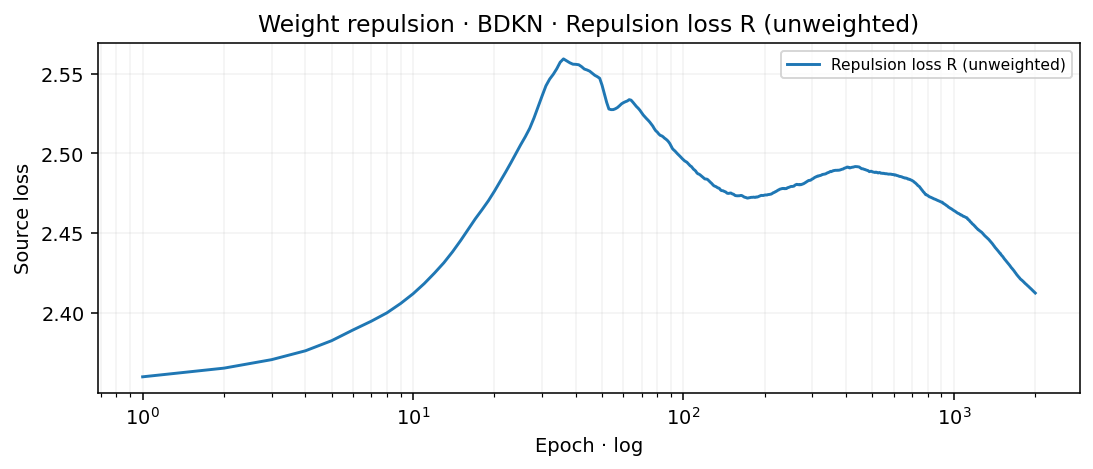 Weight repulsion · BDKN · Repulsion loss R (unweighted)
Repulsion loss R (unweighted)
Source loss
2.55
2.50
2.45
2.40
10⁰
10¹
10²
10³
Epoch · log